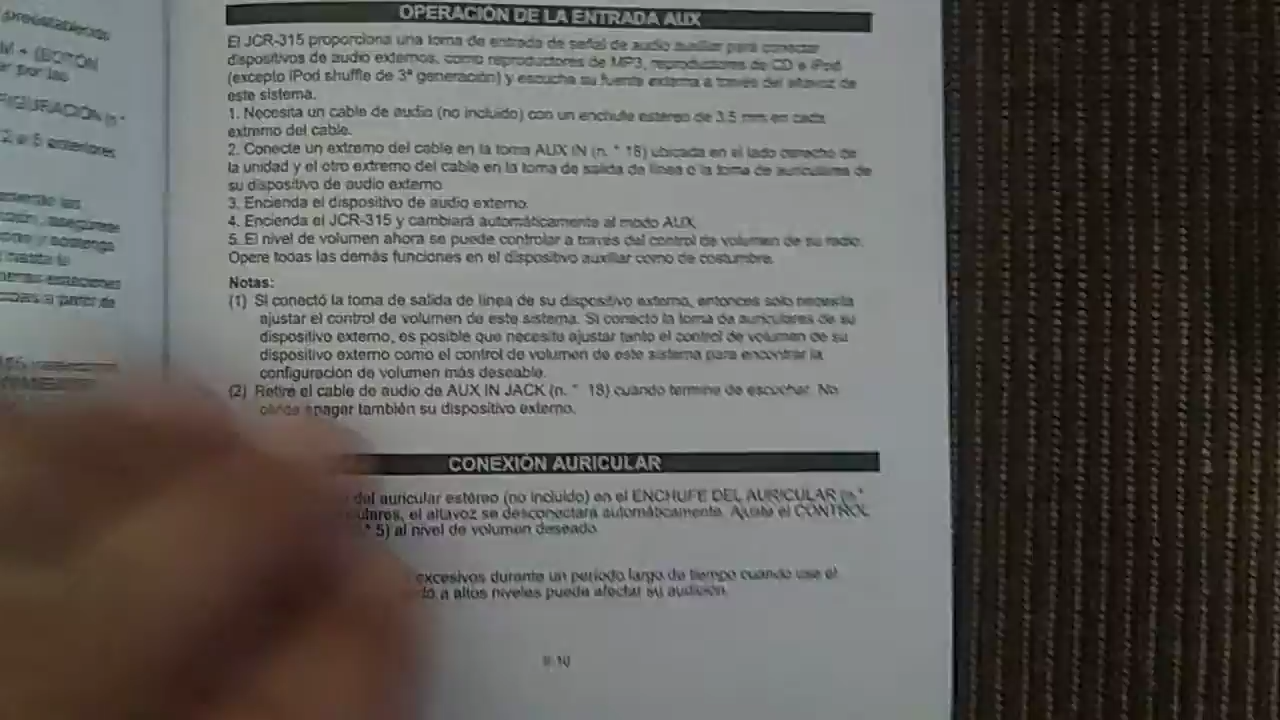 preestablecido
M + (BOTÓN
ar por las
FIGURACIÓN (n.°
2 a 5 anteriores
OPERACIÓN DE LA ENTRADA AUX
El JCR-315 proporciona una toma de entrada de señal de audio auxiliar para conectar
dispositivos de audio externos, como reproductores de MP3, reproductores de CD e iPod
(excepto iPod shuffle de 3ª generación) y escucha su fuente externa a través del altavoz de
este sistema.
1. Necesita un cable de audio (no incluido) con un enchufe estéreo de 3.5 mm en cada
extremo del cable.
2. Conecte un extremo del cable en la toma AUX IN (n. ° 18) ubicada en el lado derecho de
la unidad y el otro extremo del cable en la toma de salida de línea o la toma de auriculares de
su dispositivo de audio externo.
3. Encienda el dispositivo de audio externo.
4. Encienda el JCR-315 y cambiará automáticamente al modo AUX.
5. El nivel de volumen ahora se puede controlar a través del control de volumen de su radio.
Opere todas las demás funciones en el dispositivo auxiliar como de costumbre.
Notas:
(1) Si conectó la toma de salida de línea de su dispositivo externo, entonces solo necesita
ajustar el control de volumen de este sistema. Si conectó la toma de auriculares de su
dispositivo externo, es posible que necesite ajustar tanto el control de volumen de su
dispositivo externo como el control de volumen de este sistema para encontrar la
configuración de volumen más deseable.
(2) Retire el cable de audio de AUX IN JACK (n. ° 18) cuando termine de escuchar. No
olvide apagar también su dispositivo externo.
CONEXIÓN AURICULAR
del auricular estéreo (no incluido) en el ENCHUFE DEL AURICULAR (n.°
culares, el altavoz se desconectará automáticamente. Ajuste el CONTROL
° 5) al nivel de volumen deseado.
excesivos durante un período largo de tiempo cuando use el
do a altos niveles puede afectar su audición.